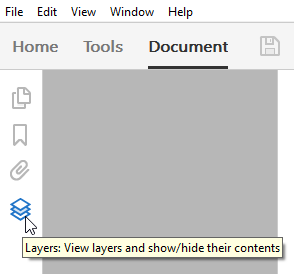 File Edit View Window Help
Home Tools Document
Layers: View layers and show/hide their contents